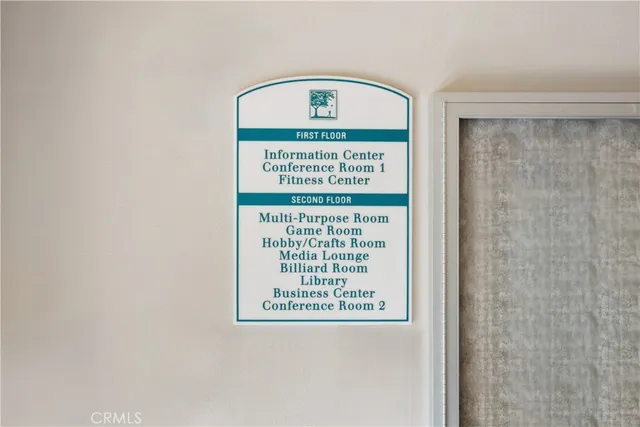 FIRST FLOOR
Information Center
Conference Room 1
Fitness Center
SECOND FLOOR
Multi-Purpose Room
Game Room
Hobby/Crafts Room
Media Lounge
Billiard Room
Library
Business Center
Conference Room 2
CRMLS